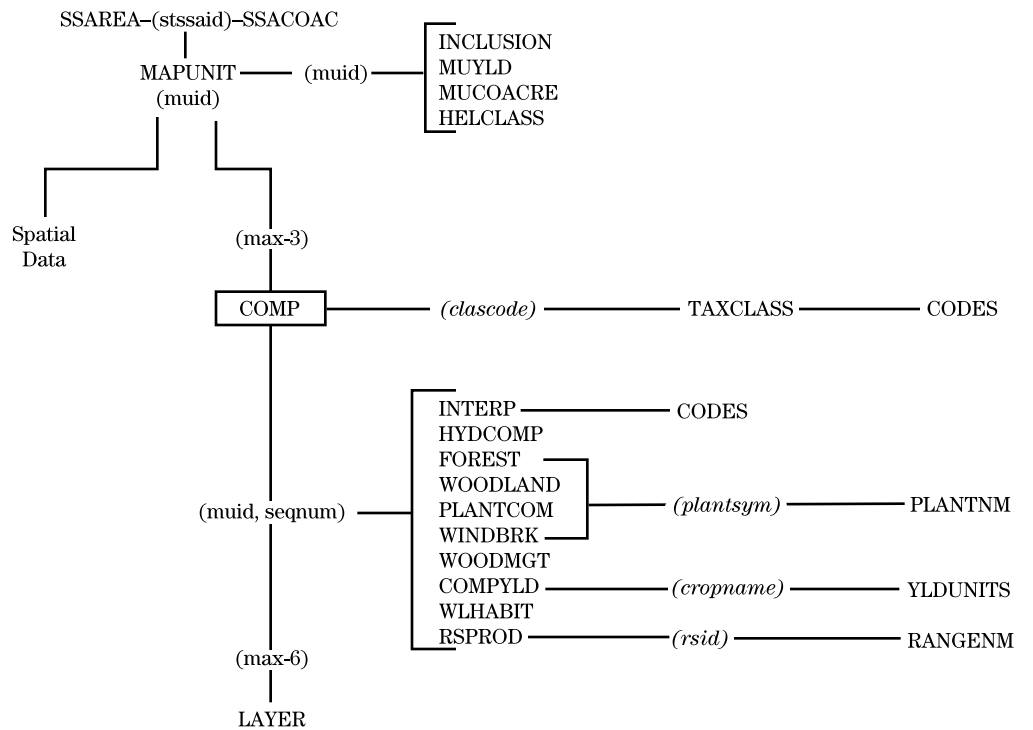 SSAREA–(stssaid)–SSACOAC
MAPUNIT
(muid)
(muid)
INCLUSION
MUYLD
MUCOACRE
HELCLASS
Spatial
Data
(max-3)
COMP
(clascode)
TAXCLASS
CODES
INTERP
CODES
HYDCOMP
FOREST
WOODLAND
PLANTCOM
WINDBRK
WOODMGT
COMPYLD
WLHABIT
RSPROD
(muid, seqnum)
(plantsym)
PLANTNM
(cropname)
YLDUNITS
(rsid)
RANGENM
(max-6)
LAYER